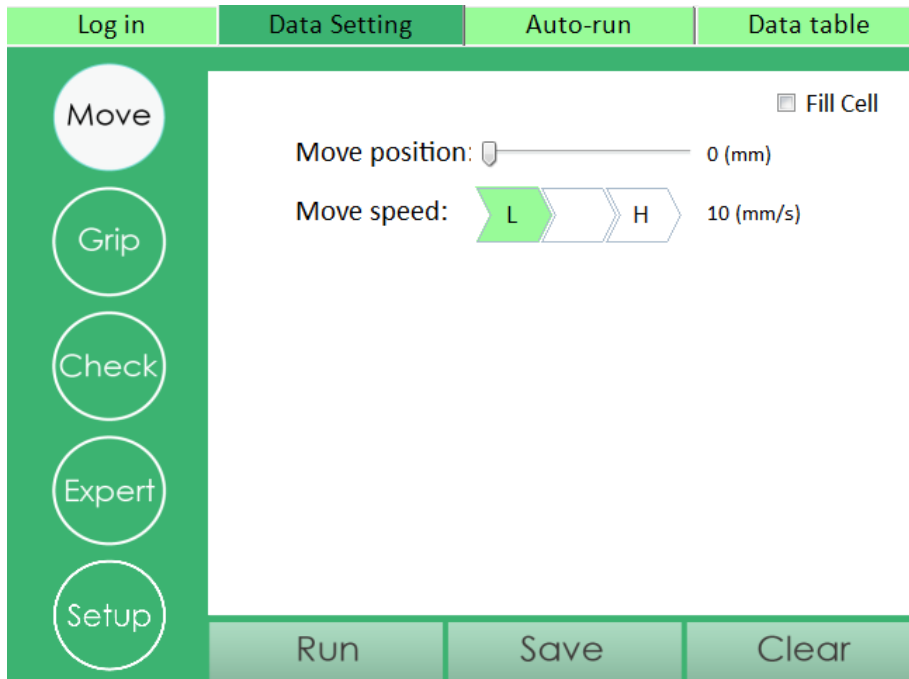 Log in Data Setting Auto-run Data table
Move
Grip
Check
Expert
Setup
Fill Cell
Move position: 0 (mm)
Move speed: L H 10 (mm/s)
Run Save Clear